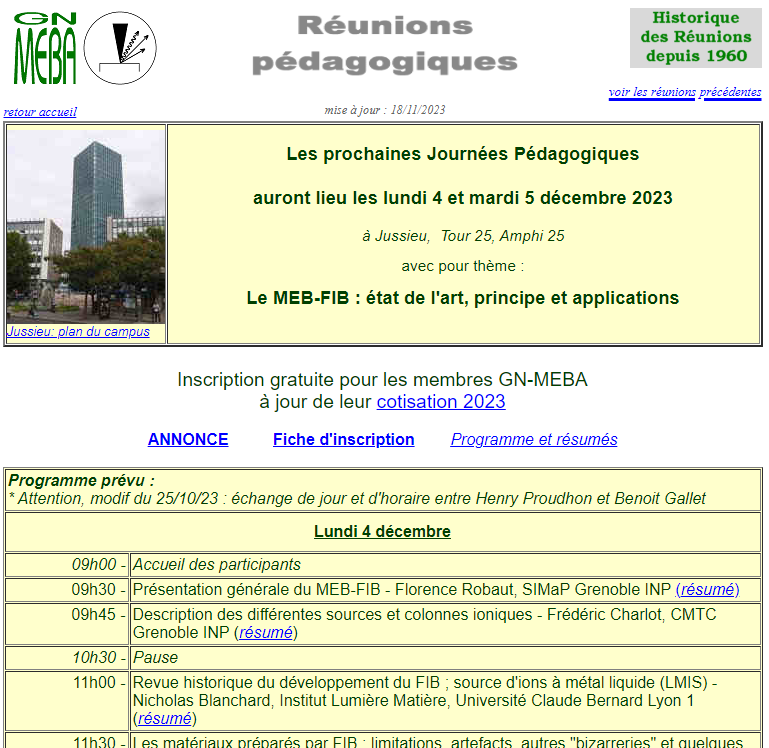 GN
MEBA
Réunions
pédagogiques
Historique
des Réunions
depuis 1960
voir les réunions précédentes
retour accueil
mise à jour : 18/11/2023
Les prochaines Journées Pédagogiques
auront lieu les lundi 4 et mardi 5 décembre 2023
à Jussieu, Tour 25, Amphi 25
avec pour thème :
Le MEB-FIB : état de l'art, principe et applications
Jussieu: plan du campus
Inscription gratuite pour les membres GN-MEBA
à jour de leur cotisation 2023
ANNONCE Fiche d'inscription Programme et résumés
Programme prévu :
* Attention, modif du 25/10/23 : échange de jour et d'horaire entre Henry Proudhon et Benoit Gallet
Lundi 4 décembre
09h00 - Accueil des participants
09h30 - Présentation générale du MEB-FIB - Florence Robaut, SIMaP Grenoble INP (résumé)
09h45 - Description des différentes sources et colonnes ioniques - Frédéric Charlot, CMTC
Grenoble INP (résumé)
10h30 - Pause
11h00 - Revue historique du développement du FIB ; source d'ions à métal liquide (LMIS) -
Nicholas Blanchard, Institut Lumière Matière, Université Claude Bernard Lyon 1
(résumé)
11h30 - Les matériaux préparés par FIB : limitations, artefacts, autres "bizarreries" et quelques